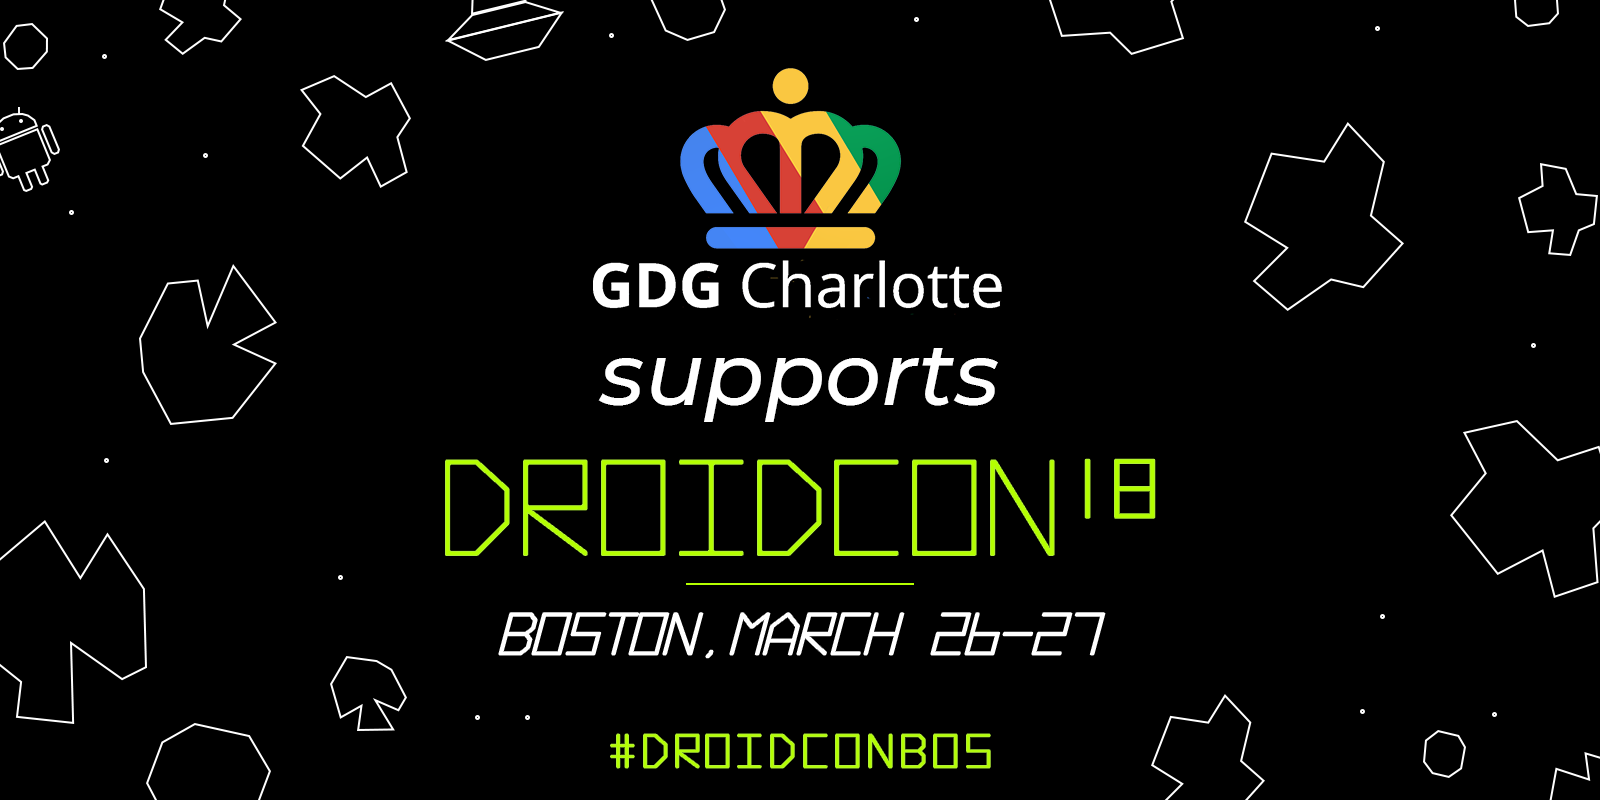 GDG Charlotte
supports
DROIDCON'18
BOSTON, MARCH 26-27
#DROIDCONBOS